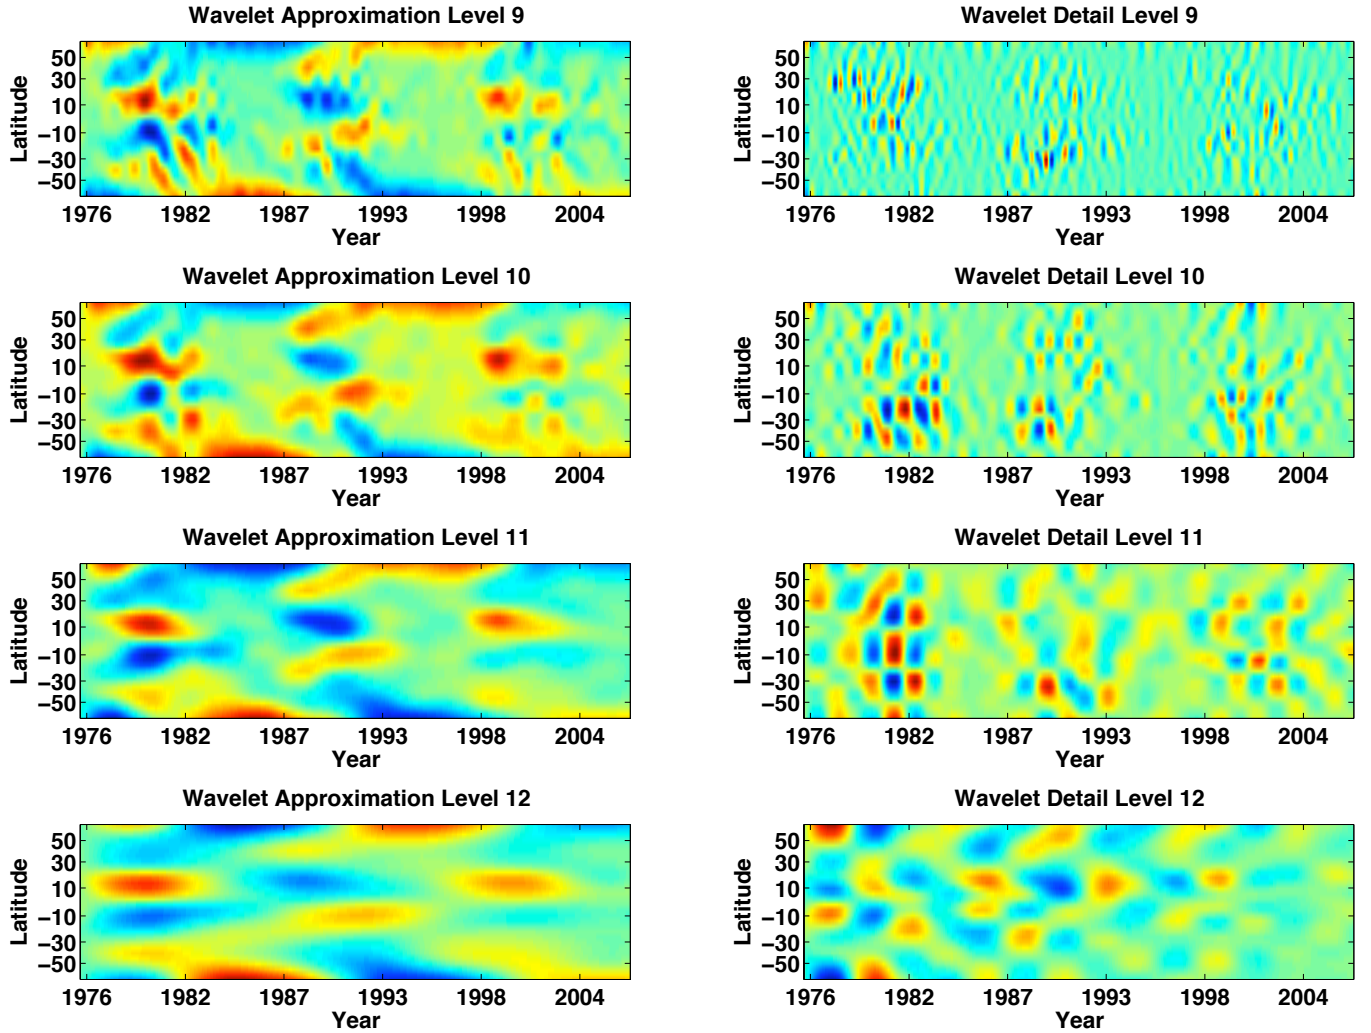 Wavelet Approximation Level 9
50
30
10
−10
−30
−50
Latitude
1976 1982 1987 1993 1998 2004
Year
Wavelet Detail Level 9
50
30
10
−10
−30
−50
Latitude
1976 1982 1987 1993 1998 2004
Year
Wavelet Approximation Level 10
50
30
10
−10
−30
−50
Latitude
1976 1982 1987 1993 1998 2004
Year
Wavelet Detail Level 10
50
30
10
−10
−30
−50
Latitude
1976 1982 1987 1993 1998 2004
Year
Wavelet Approximation Level 11
50
30
10
−10
−30
−50
Latitude
1976 1982 1987 1993 1998 2004
Year
Wavelet Detail Level 11
50
30
10
−10
−30
−50
Latitude
1976 1982 1987 1993 1998 2004
Year
Wavelet Approximation Level 12
50
30
10
−10
−30
−50
Latitude
1976 1982 1987 1993 1998 2004
Year
Wavelet Detail Level 12
50
30
10
−10
−30
−50
Latitude
1976 1982 1987 1993 1998 2004
Year